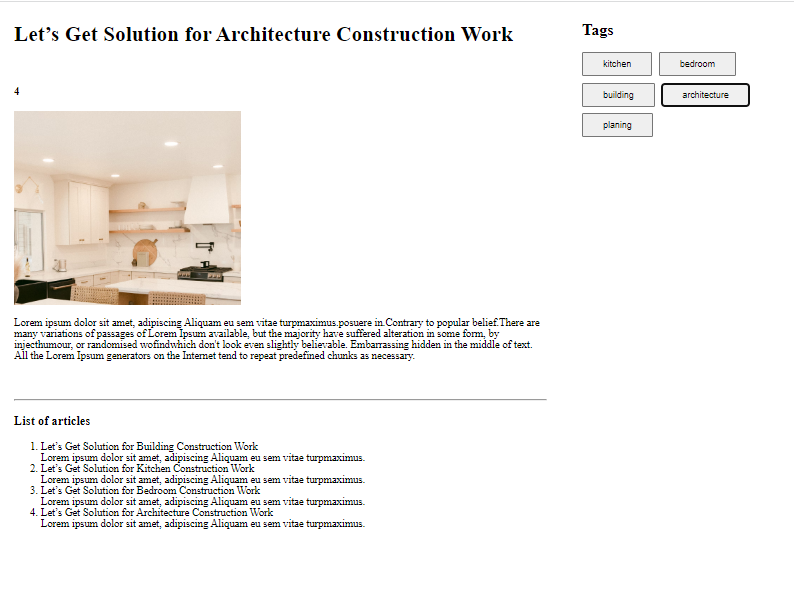 Let’s Get Solution for Architecture Construction Work
4
Lorem ipsum dolor sit amet, adipiscing Aliquam eu sem vitae turpmaximus.posuere in.Contrary to popular belief.There are
many variations of passages of Lorem Ipsum available, but the majority have suffered alteration in some form, by
injecthumour, or randomised wofindwhich don't look even slightly believable. Embarrassing hidden in the middle of text.
All the Lorem Ipsum generators on the Internet tend to repeat predefined chunks as necessary.
List of articles
1. Let’s Get Solution for Building Construction Work
Lorem ipsum dolor sit amet, adipiscing Aliquam eu sem vitae turpmaximus.
2. Let’s Get Solution for Kitchen Construction Work
Lorem ipsum dolor sit amet, adipiscing Aliquam eu sem vitae turpmaximus.
3. Let’s Get Solution for Bedroom Construction Work
Lorem ipsum dolor sit amet, adipiscing Aliquam eu sem vitae turpmaximus.
4. Let’s Get Solution for Architecture Construction Work
Lorem ipsum dolor sit amet, adipiscing Aliquam eu sem vitae turpmaximus.
Tags
kitchen bedroom
building architecture
planing